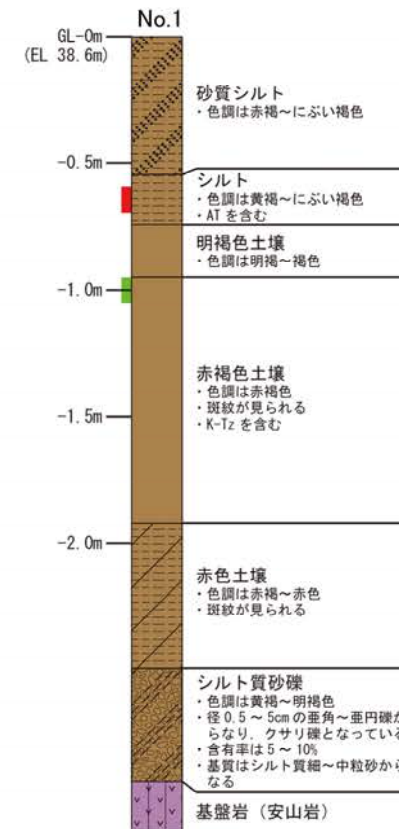 No.1
GL-0m
(EL 38.6m)
砂質シルト
・色調は赤褐～にぶい褐色
-0.5m
シルト
・色調は黄褐～にぶい褐色
・AT を含む
明褐色土壌
・色調は明褐～褐色
-1.0m
赤褐色土壌
・色調は赤褐色
・斑紋が見られる
・K-Tz を含む
-1.5m
-2.0m
赤色土壌
・色調は赤褐～赤色
・斑紋が見られる
シルト質砂礫
・色調は黄褐～明褐色
・径 0.5 ～ 5cm の亜角～亜円礫か
らなり，クサリ礫となっている
・含有率は 5 ～ 10%
・基質はシルト質細～中粒砂から
なる
基盤岩（安山岩）